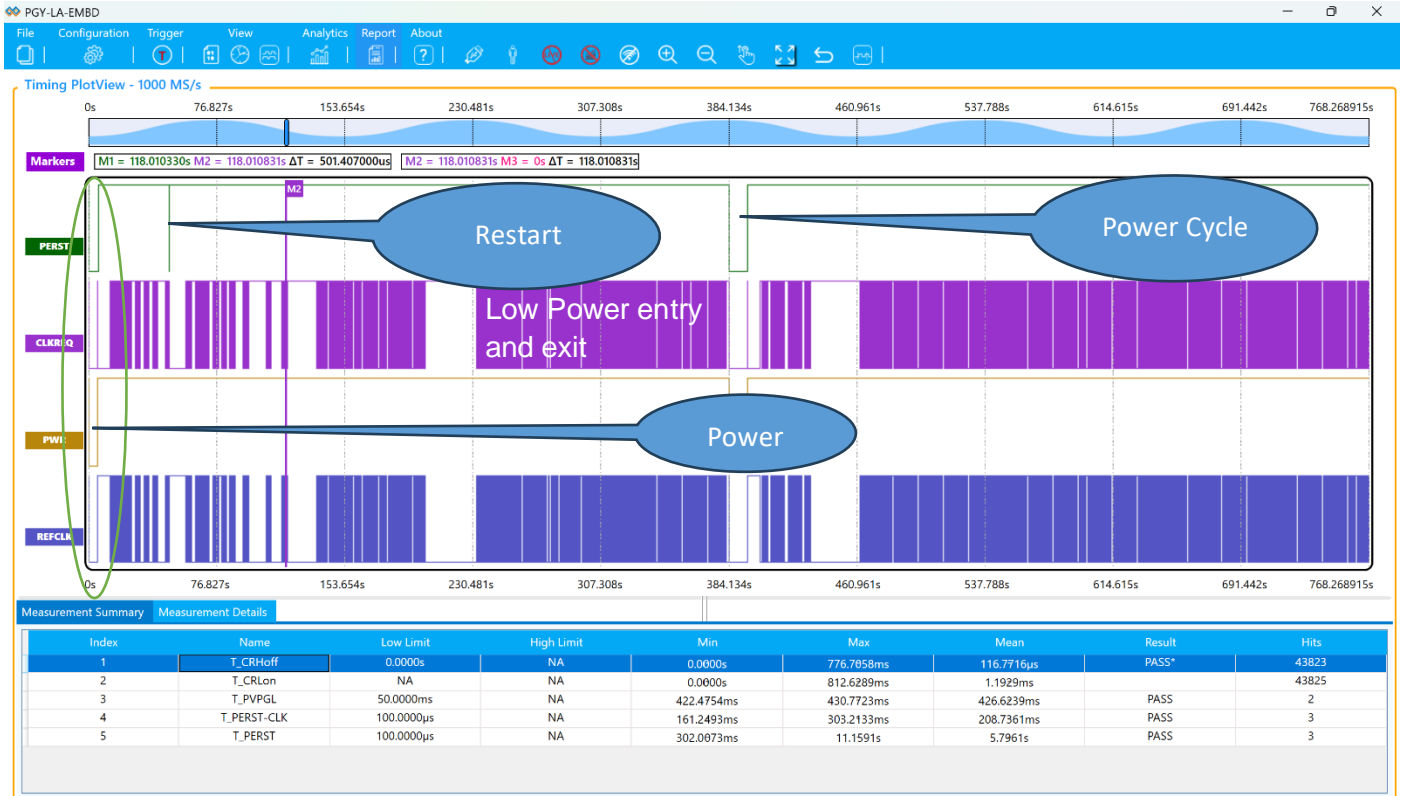 PGY-LA-EMBD
File Configuration Trigger View Analytics Report About
Timing PlotView - 1000 MS/s
0s 76.827s 153.654s 230.481s 307.308s 384.134s 460.961s 537.788s 614.615s 691.442s 768.268915s
Markers M1 = 118.010330s M2 = 118.010831s ΔT = 501.407000us M2 = 118.010831s M3 = 0s ΔT = 118.010831s
M2
PERST
Restart
Power Cycle
CLKREQ
Low Power entry
and exit
PWR
Power
REFCLK
0s 76.827s 153.654s 230.481s 307.308s 384.134s 460.961s 537.788s 614.615s 691.442s 768.268915s
Measurement Summary Measurement Details
Index Name Low Limit High Limit Min Max Mean Result Hits
1 T_CRHoff 0.0000s NA 0.0000s 776.7058ms 116.7716µs PASS* 43823
2 T_CRLon NA NA 0.0000s 812.6289ms 1.1929ms 43825
3 T_PVPGL 50.0000ms NA 422.4754ms 430.7723ms 426.6239ms PASS 2
4 T_PERST-CLK 100.0000µs NA 161.2493ms 303.2133ms 208.7361ms PASS 3
5 T_PERST 100.0000µs NA 302.0073ms 11.1591s 5.7961s PASS 3